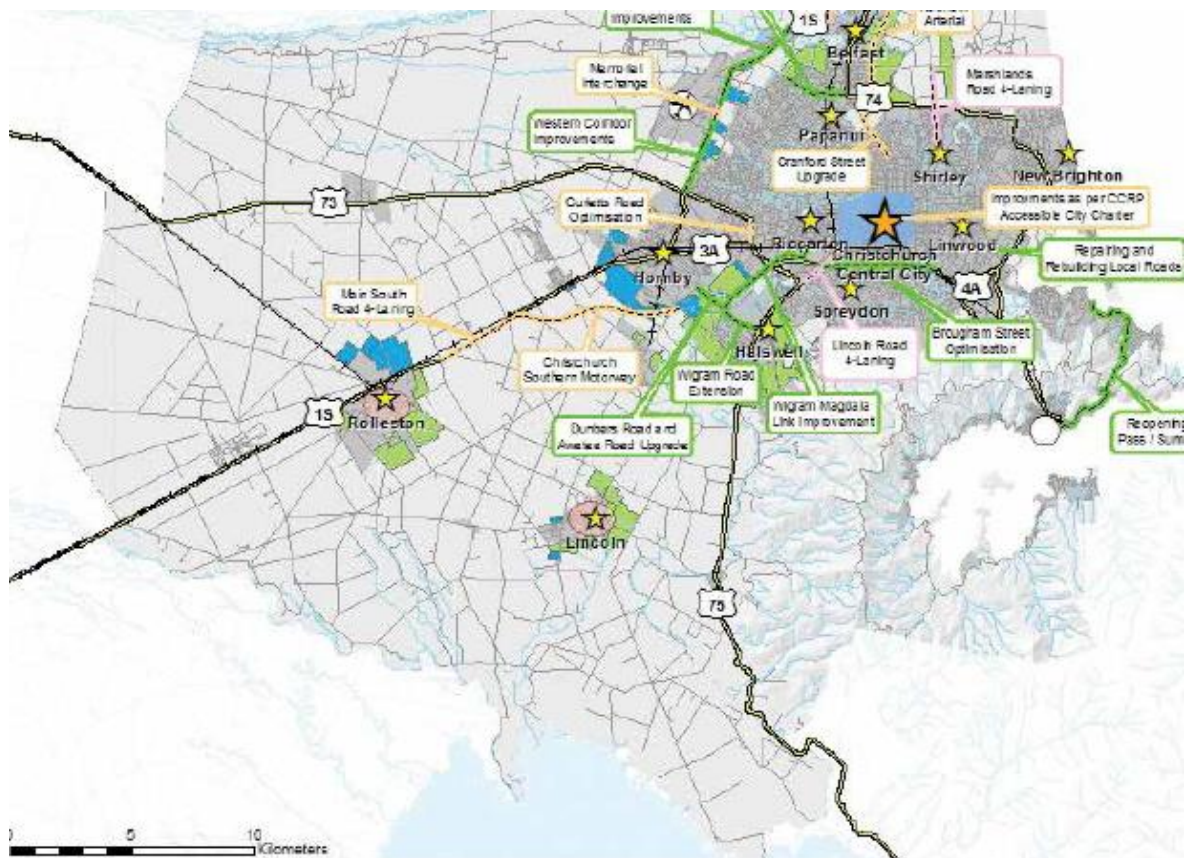 Improvements
1S
Arterial
Belfast
Memorial
Interchange
Marshlands
Road 4-Laning
74
Western Corridor
Improvements
Papanui
Cranford Street
Upgrade
Shirley
New Brighton
73
Curletts Road
Optimisation
Improvements as per CCRP
Accessible City Charter
Riccarton
Linwood
3A
Christchurch
Central City
Repairing and
Rebuilding Local Roads
Hornby
4A
Main South
Road 4-Laning
Spreydon
Halswell
Lincoln Road
4-Laning
Brougham Street
Optimisation
Christchurch
Southern Motorway
Wigram Road
Extension
Wigram Magdala
Link Improvement
1S
Rolleston
Dunbars Road and
Awatea Road Upgrade
Reopening
Pass / Sum
Lincoln
75
0 5 10
Kilometers